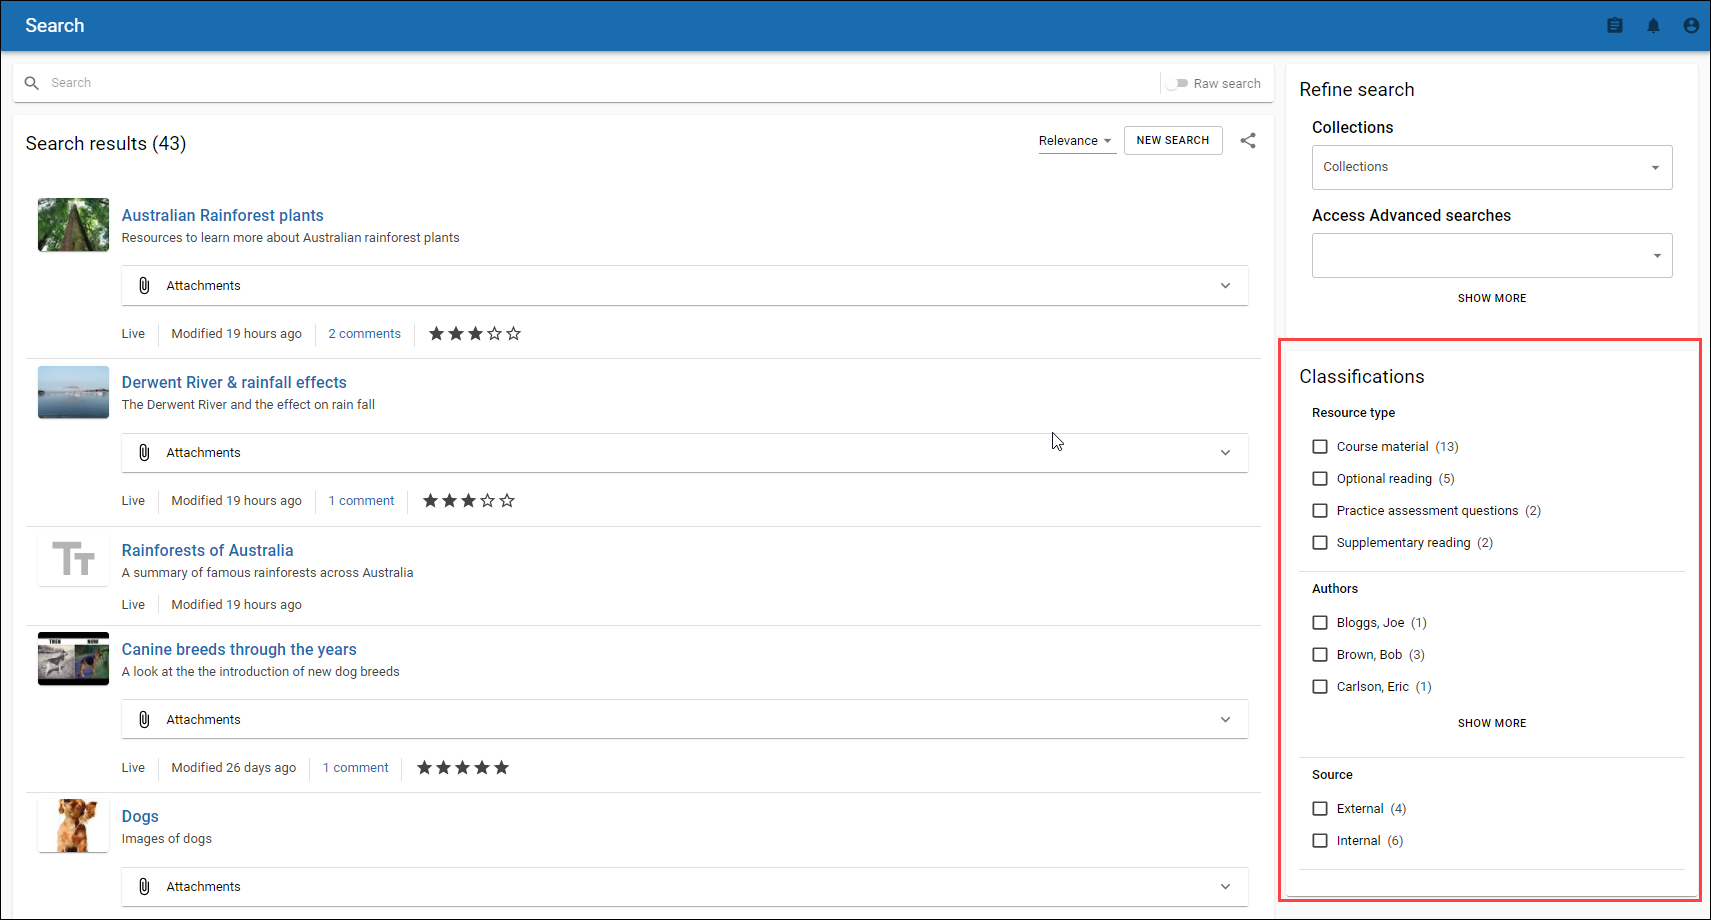 Search
Search
Raw search
Search results (43)
Relevance
NEW SEARCH
Australian Rainforest plants
Resources to learn more about Australian rainforest plants
Attachments
Live
Modified 19 hours ago
2 comments
Derwent River & rainfall effects
The Derwent River and the effect on rain fall
Attachments
Live
Modified 19 hours ago
1 comment
TT
Rainforests of Australia
A summary of famous rainforests across Australia
Live
Modified 19 hours ago
THEN NOW
Canine breeds through the years
A look at the the introduction of new dog breeds
Attachments
Live
Modified 26 days ago
1 comment
Dogs
Images of dogs
Attachments
Refine search
Collections
Collections
Access Advanced searches
SHOW MORE
Classifications
Resource type
Course material (13)
Optional reading (5)
Practice assessment questions (2)
Supplementary reading (2)
Authors
Bloggs, Joe (1)
Brown, Bob (3)
Carlson, Eric (1)
SHOW MORE
Source
External (4)
Internal (6)